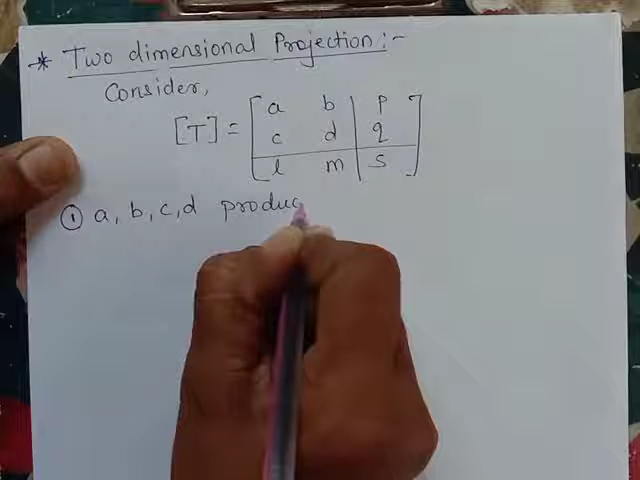 * Two dimensional Projection :-
Consider,
[T] = [ a b | p
c d | q
l m | s ]
① a, b, c, d produc